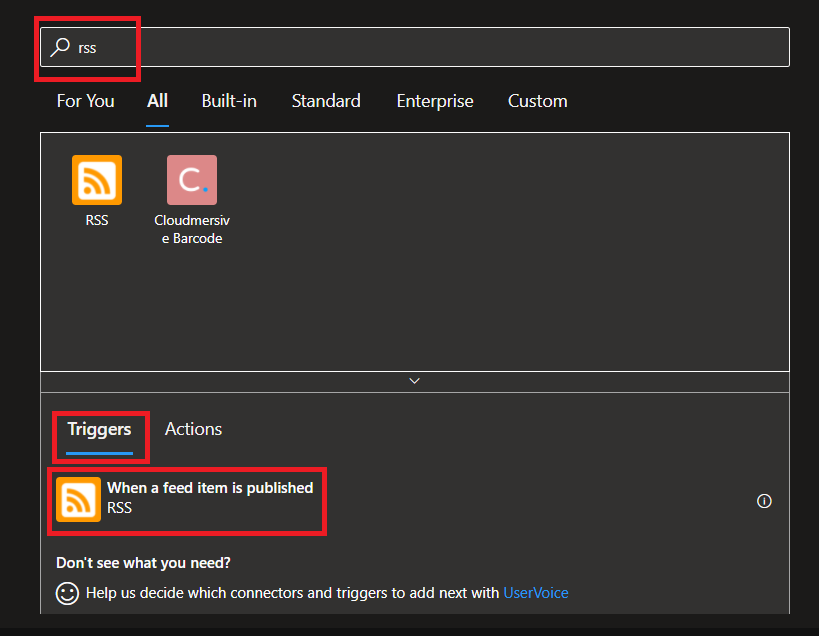 rss
For You All Built-in Standard Enterprise Custom
C.
RSS
Cloudmersiv
e Barcode
Triggers Actions
When a feed item is published
RSS
Don't see what you need?
Help us decide which connectors and triggers to add next with UserVoice